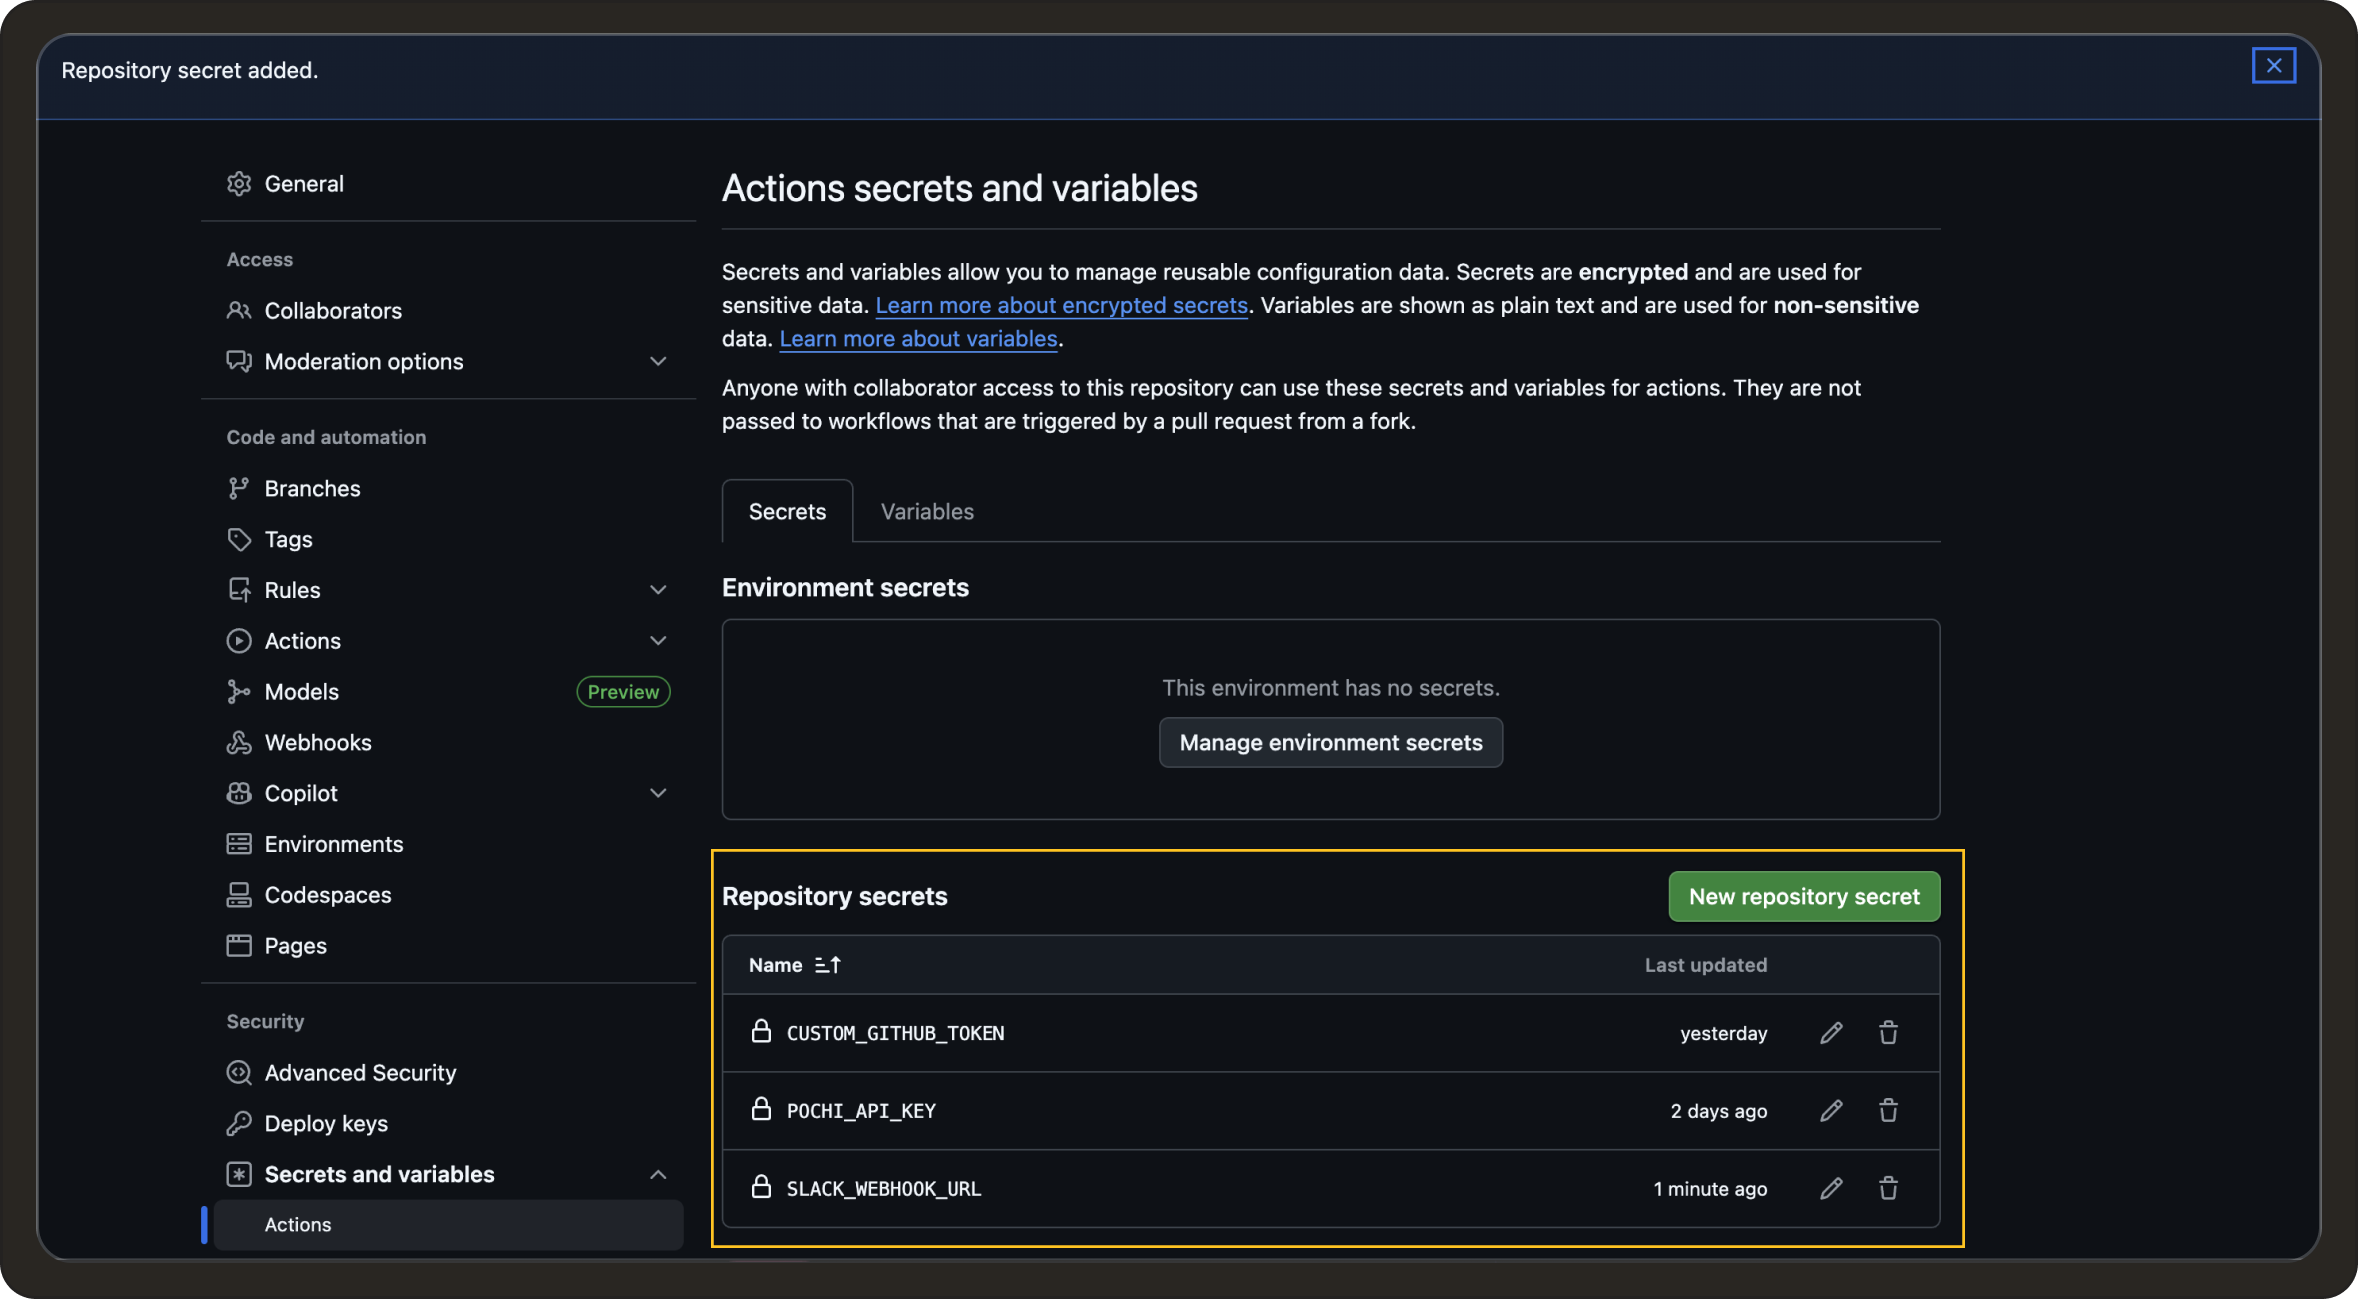 Repository secret added.
General
Access
Collaborators
Moderation options
Code and automation
Branches
Tags
Rules
Actions
Models
Preview
Webhooks
Copilot
Environments
Codespaces
Pages
Security
Advanced Security
Deploy keys
Secrets and variables
Actions
Actions secrets and variables
Secrets and variables allow you to manage reusable configuration data. Secrets are encrypted and are used for
sensitive data. Learn more about encrypted secrets. Variables are shown as plain text and are used for non-sensitive
data. Learn more about variables.
Anyone with collaborator access to this repository can use these secrets and variables for actions. They are not
passed to workflows that are triggered by a pull request from a fork.
Secrets Variables
Environment secrets
This environment has no secrets.
Manage environment secrets
Repository secrets New repository secret
Name Last updated
CUSTOM_GITHUB_TOKEN yesterday
POCHI_API_KEY 2 days ago
SLACK_WEBHOOK_URL 1 minute ago